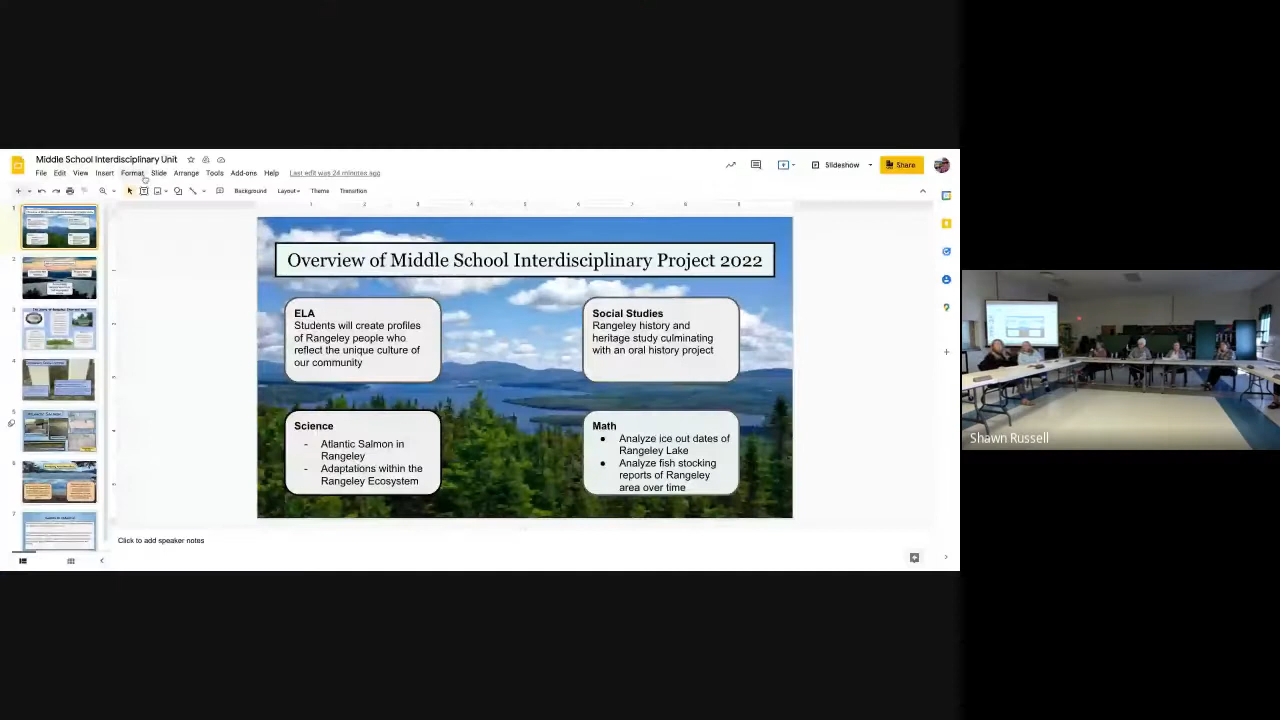 Middle School Interdisciplinary Unit
File Edit View Insert Format Slide Arrange Tools Add-ons Help Last edit was 24 minutes ago
Slideshow
Share
Background Layout Theme Transition
Overview of Middle School Interdisciplinary Project 2022
ELA
Students will create profiles
of Rangeley people who
reflect the unique culture of
our community
Social Studies
Rangeley history and
heritage study culminating
with an oral history project
Science
- Atlantic Salmon in
Rangeley
- Adaptations within the
Rangeley Ecosystem
Math
● Analyze ice out dates of
Rangeley Lake
● Analyze fish stocking
reports of Rangeley
area over time
Click to add speaker notes
Shawn Russell